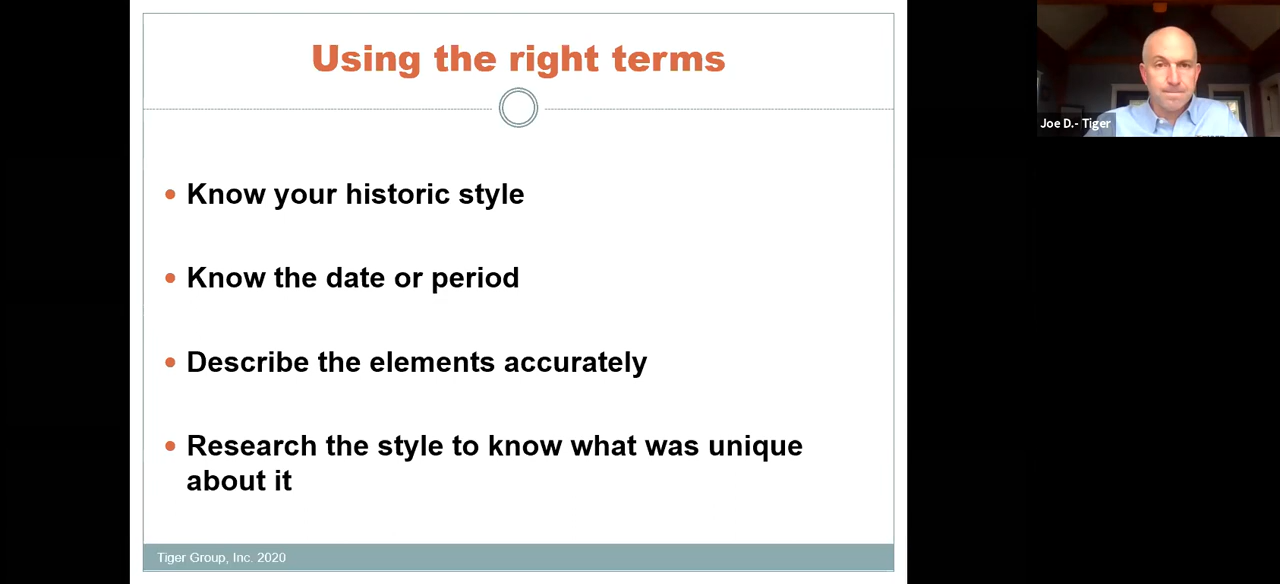 Using the right terms
Know your historic style
Know the date or period
Describe the elements accurately
Research the style to know what was unique
about it
Tiger Group, Inc. 2020
Joe D.- Tiger